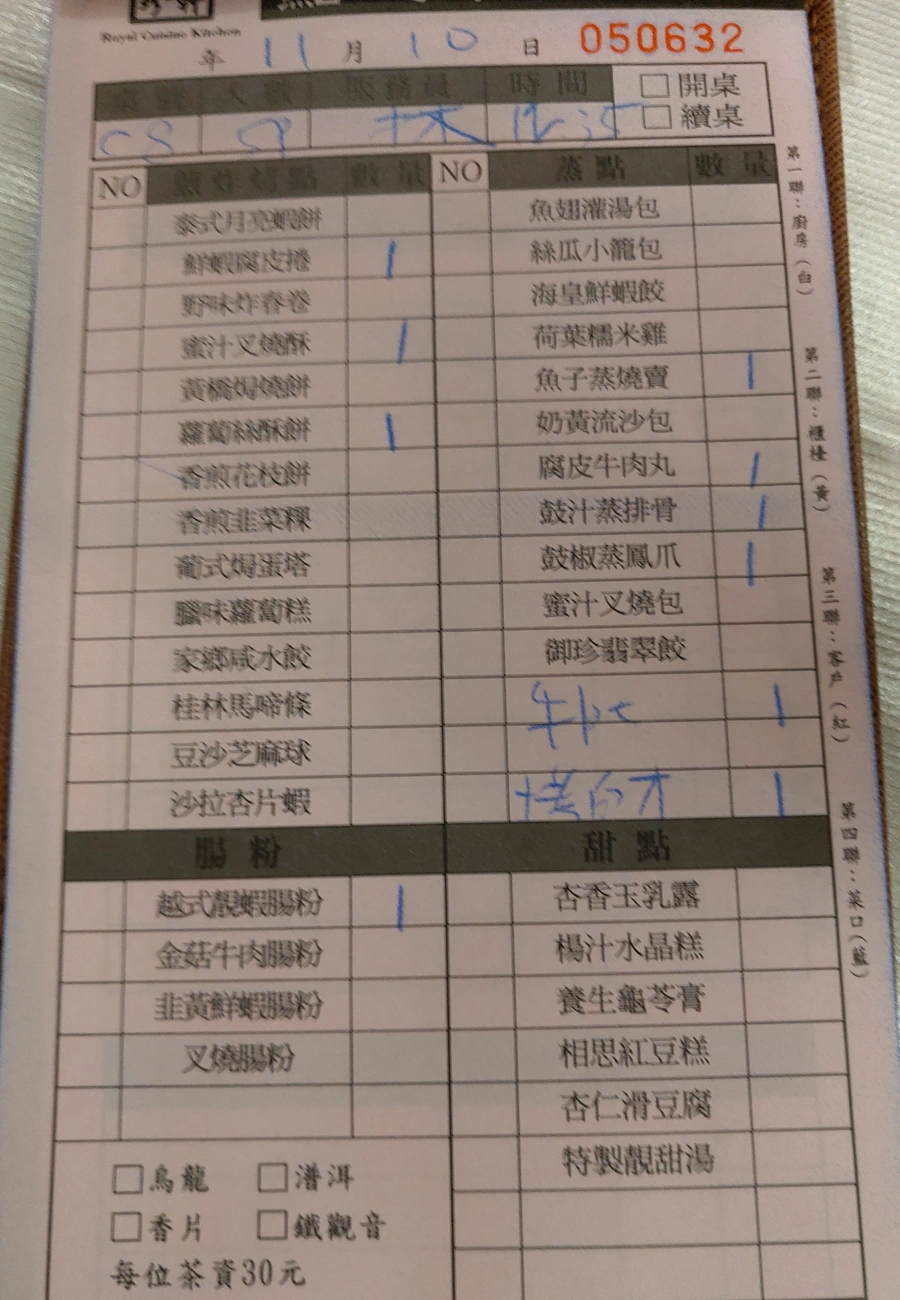 Royal Cuisine Kitchen
年 11 月 10 日 050632
桌號 人數 服務員 時間 □ 開桌
C8 5P 林 12:35 □ 續桌
NO 煎炸烤點 數量 NO 蒸點 數量
泰式月亮蝦餅 魚翅灌湯包
鮮蝦腐皮捲 1 絲瓜小籠包
野味炸春卷 海皇鮮蝦餃
蜜汁叉燒酥 1 荷葉糯米雞
黃橋焗燒餅 魚子蒸燒賣 1
蘿蔔絲酥餅 1 奶黃流沙包
香煎花枝餅 腐皮牛肉丸 1
香煎韭菜粿 鼓汁蒸排骨 1
葡式焗蛋塔 鼓椒蒸鳳爪 1
臘味蘿蔔糕 蜜汁叉燒包
家鄉咸水餃 御珍翡翠餃
桂林馬啼條 1
豆沙芝麻球
沙拉杏片蝦 1
腸粉 甜點
越式靚蝦腸粉 1 杏香玉乳露
金菇牛肉腸粉 楊汁水晶糕
韭黃鮮蝦腸粉 養生龜苓膏
叉燒腸粉 相思紅豆糕
杏仁滑豆腐
□ 烏龍 □ 潽洱 特製靚甜湯
□ 香片 □ 鐵觀音
每位茶資30元
第一聯：廚房（白）
第二聯：櫃檯（黃）
第三聯：客戶（紅）
第四聯：菜口（藍）